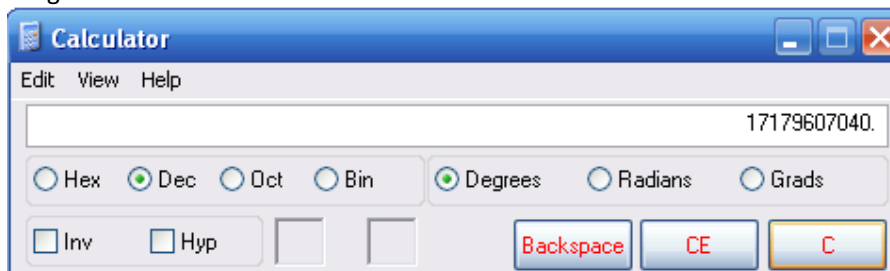 Calculator
Edit View Help
17179607040.
Hex Dec Oct Bin Degrees Radians Grads
Inv Hyp Backspace CE C